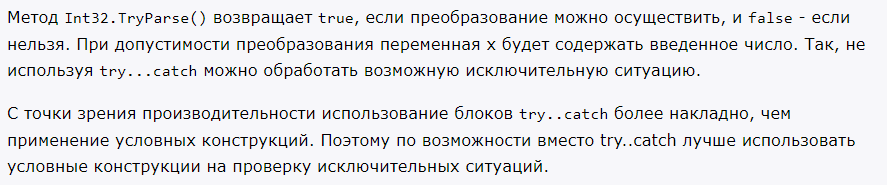 Метод Int32.TryParse() возвращает true, если преобразование можно осуществить, и false - если
нельзя. При допустимости преобразования переменная x будет содержать введенное число. Так, не
используя try...catch можно обработать возможную исключительную ситуацию.
С точки зрения производительности использование блоков try..catch более накладно, чем
применение условных конструкций. Поэтому по возможности вместо try..catch лучше использовать
условные конструкции на проверку исключительных ситуаций.